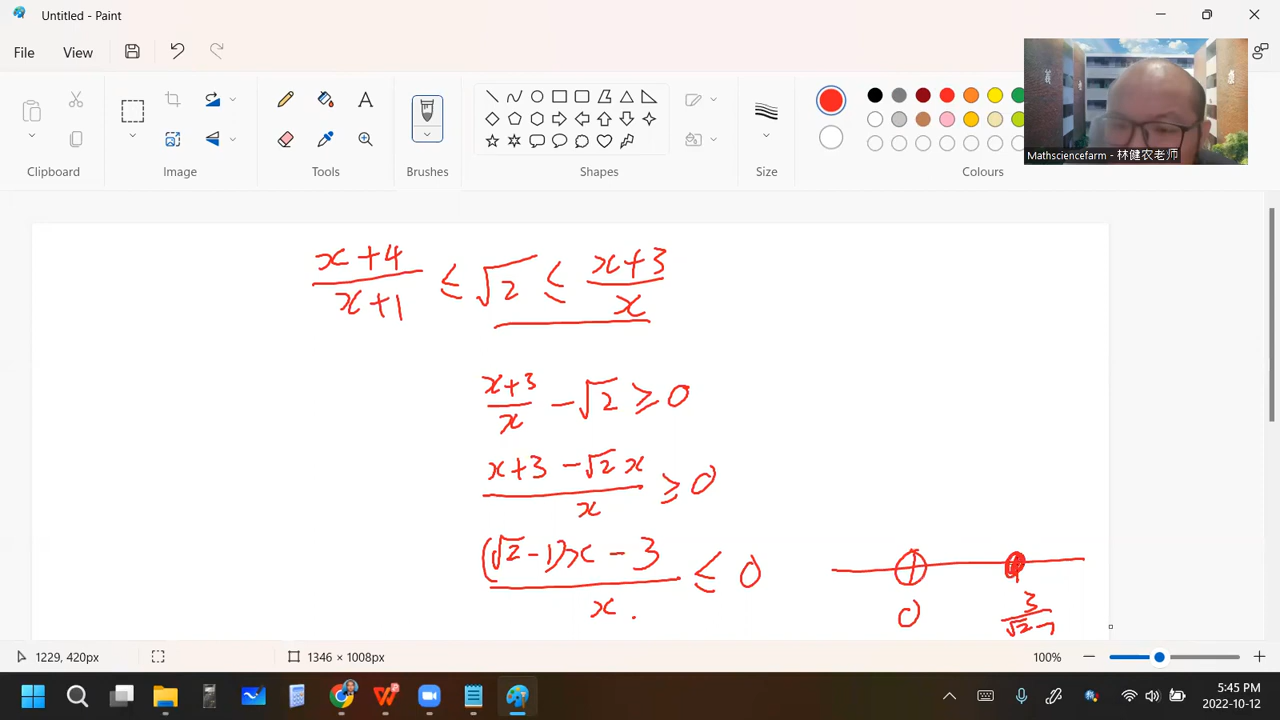 Untitled - Paint
File View
Clipboard Image Tools Brushes Shapes Size Colours
Mathsciencefarm - 林健农老师
(x+4)/(x+1) ≤ √2 ≤ (x+3)/x
(x+3)/x − √2 ≥ 0
(x+3 − √2 x)/x ≥ 0
((√2 − 1)x − 3)/x ≤ 0
0 3/(√2−1)
1229, 420px 1346 × 1008px 100%
5:45 PM
2022-10-12